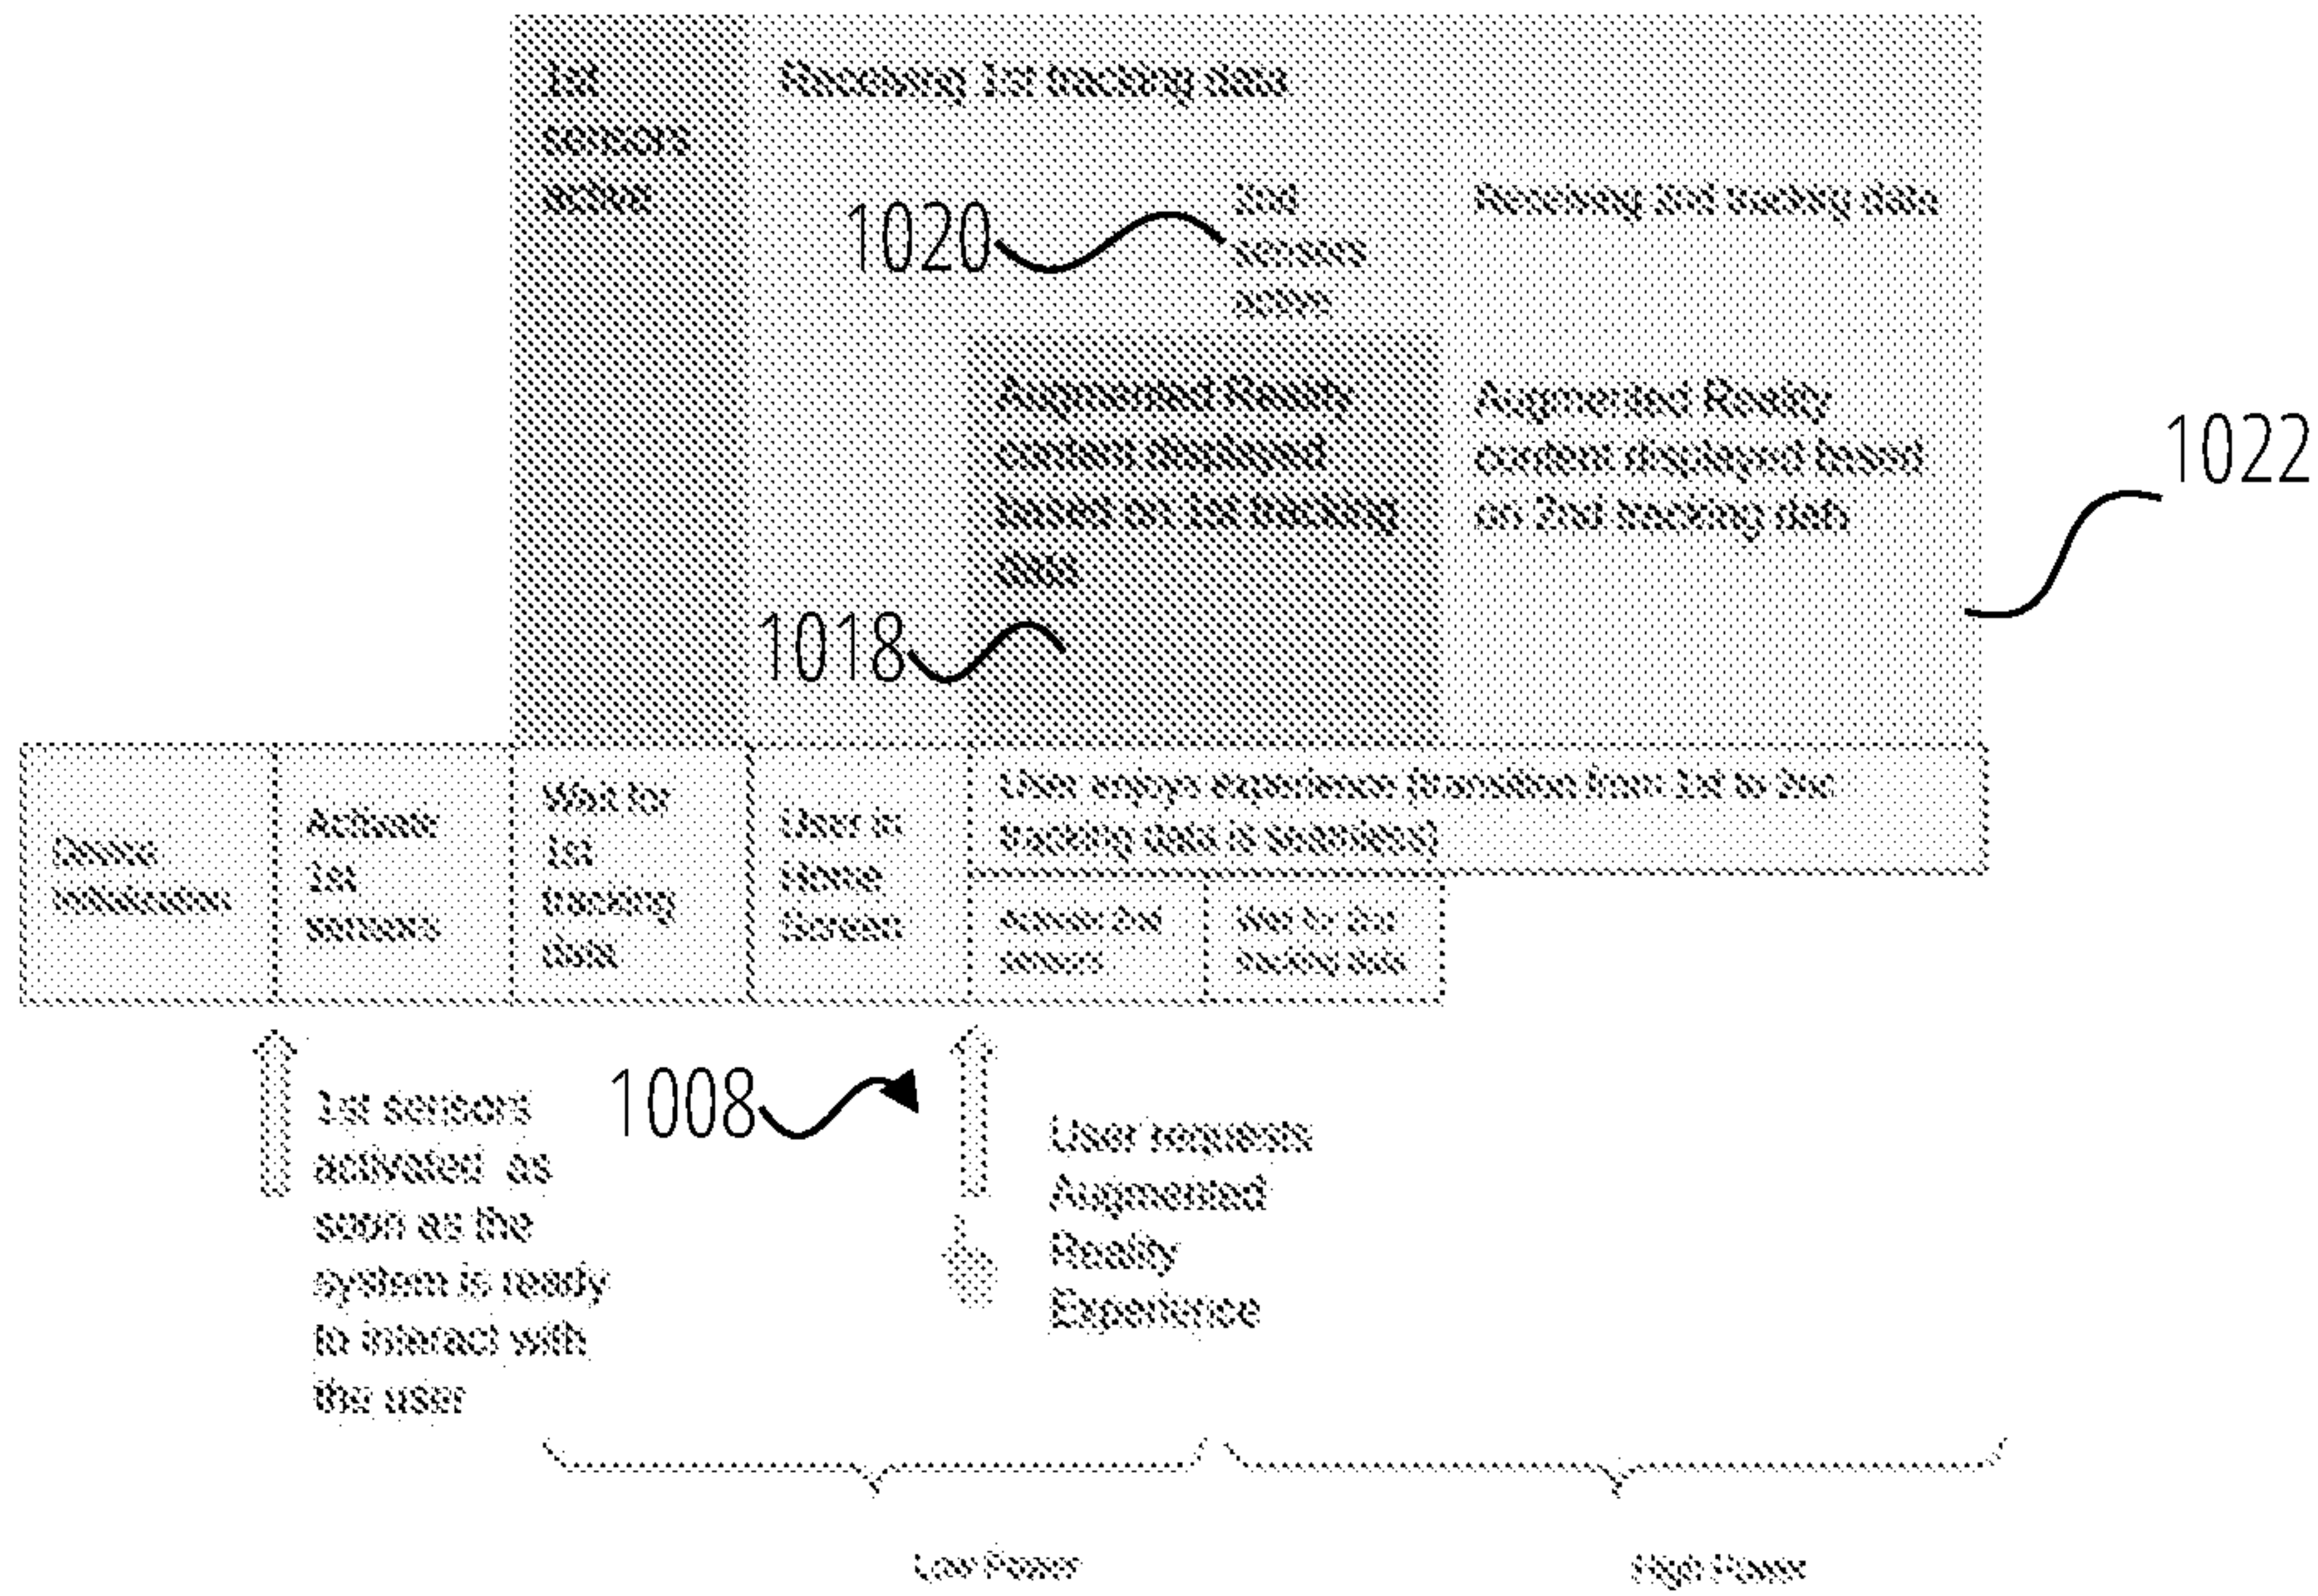 1st
sensors
active
Receiving 1st tracking data
1020
2nd
sensors
active
Receiving 2nd tracking data
Augmented Reality
content displayed
based on 1st tracking
data
Augmented Reality
content displayed based
on 2nd tracking data
1022
1018
Device
Initialization
Activate
1st
sensors
Wait for
1st
tracking
data
User in
Home
Screen
User enjoys experience (transition from 1st to 2nd
tracking data is seamless)
Activate 2nd
sensors
Wait for 2nd
tracking data
1st sensors
activated as
soon as the
system is ready
to interact with
the user
1008
User requests
Augmented
Reality
Experience
Low Power
High Power